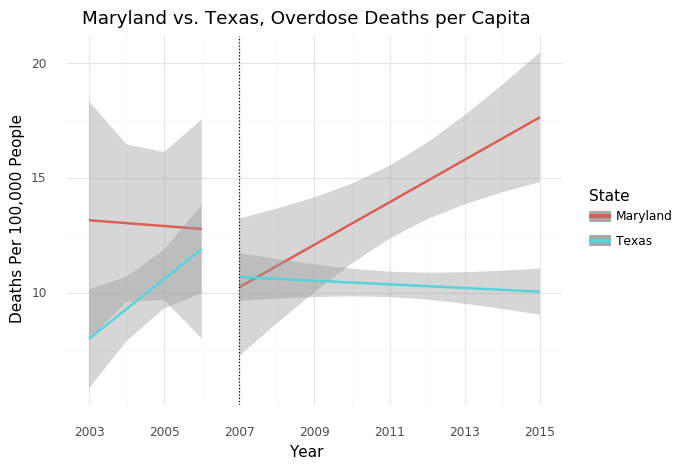 Maryland vs. Texas, Overdose Deaths per Capita
Deaths Per 100,000 People
20
15
10
2003 2005 2007 2009 2011 2013 2015
Year
State
Maryland
Texas